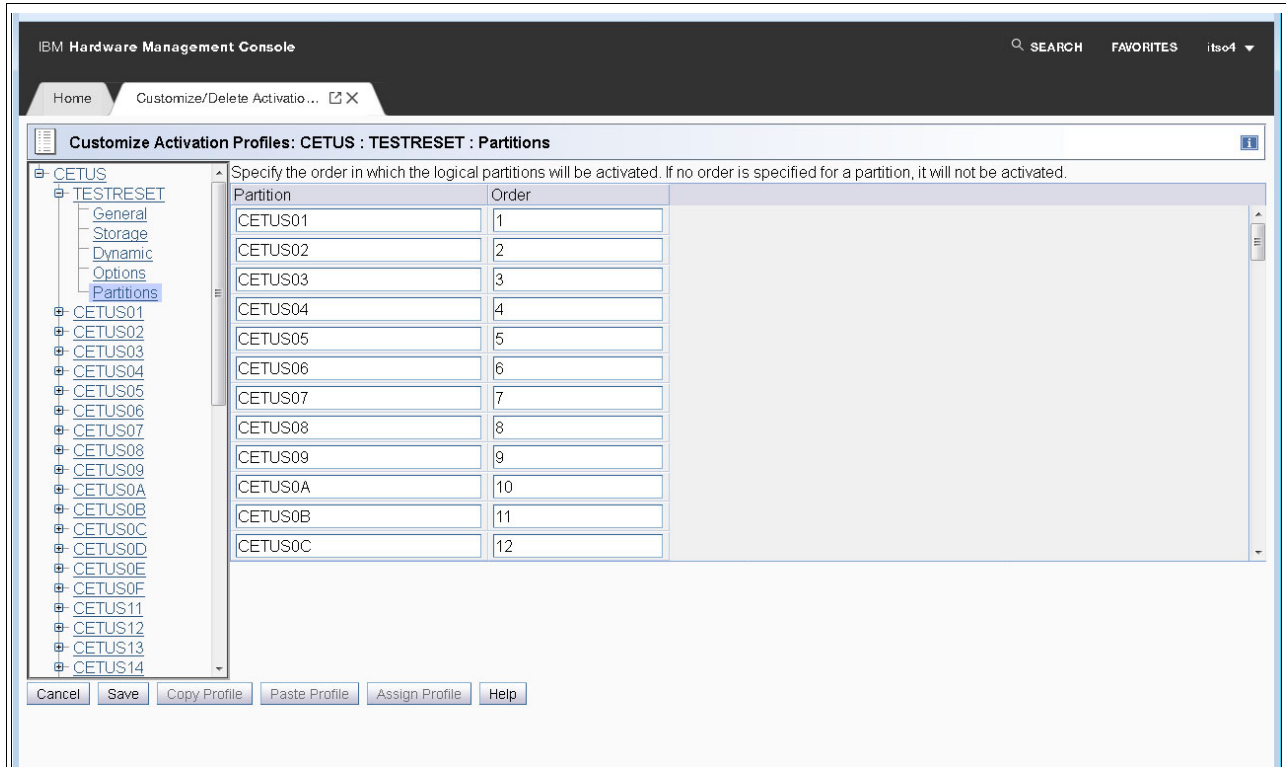 IBM Hardware Management Console
SEARCH FAVORITES itso4
Home Customize/Delete Activatio...
Customize Activation Profiles: CETUS : TESTRESET : Partitions
CETUS
TESTRESET
General
Storage
Dynamic
Options
Partitions
CETUS01
CETUS02
CETUS03
CETUS04
CETUS05
CETUS06
CETUS07
CETUS08
CETUS09
CETUS0A
CETUS0B
CETUS0C
CETUS0D
CETUS0E
CETUS0F
CETUS11
CETUS12
CETUS13
CETUS14
Specify the order in which the logical partitions will be activated. If no order is specified for a partition, it will not be activated.
Partition Order
CETUS01 1
CETUS02 2
CETUS03 3
CETUS04 4
CETUS05 5
CETUS06 6
CETUS07 7
CETUS08 8
CETUS09 9
CETUS0A 10
CETUS0B 11
CETUS0C 12
Cancel Save Copy Profile Paste Profile Assign Profile Help